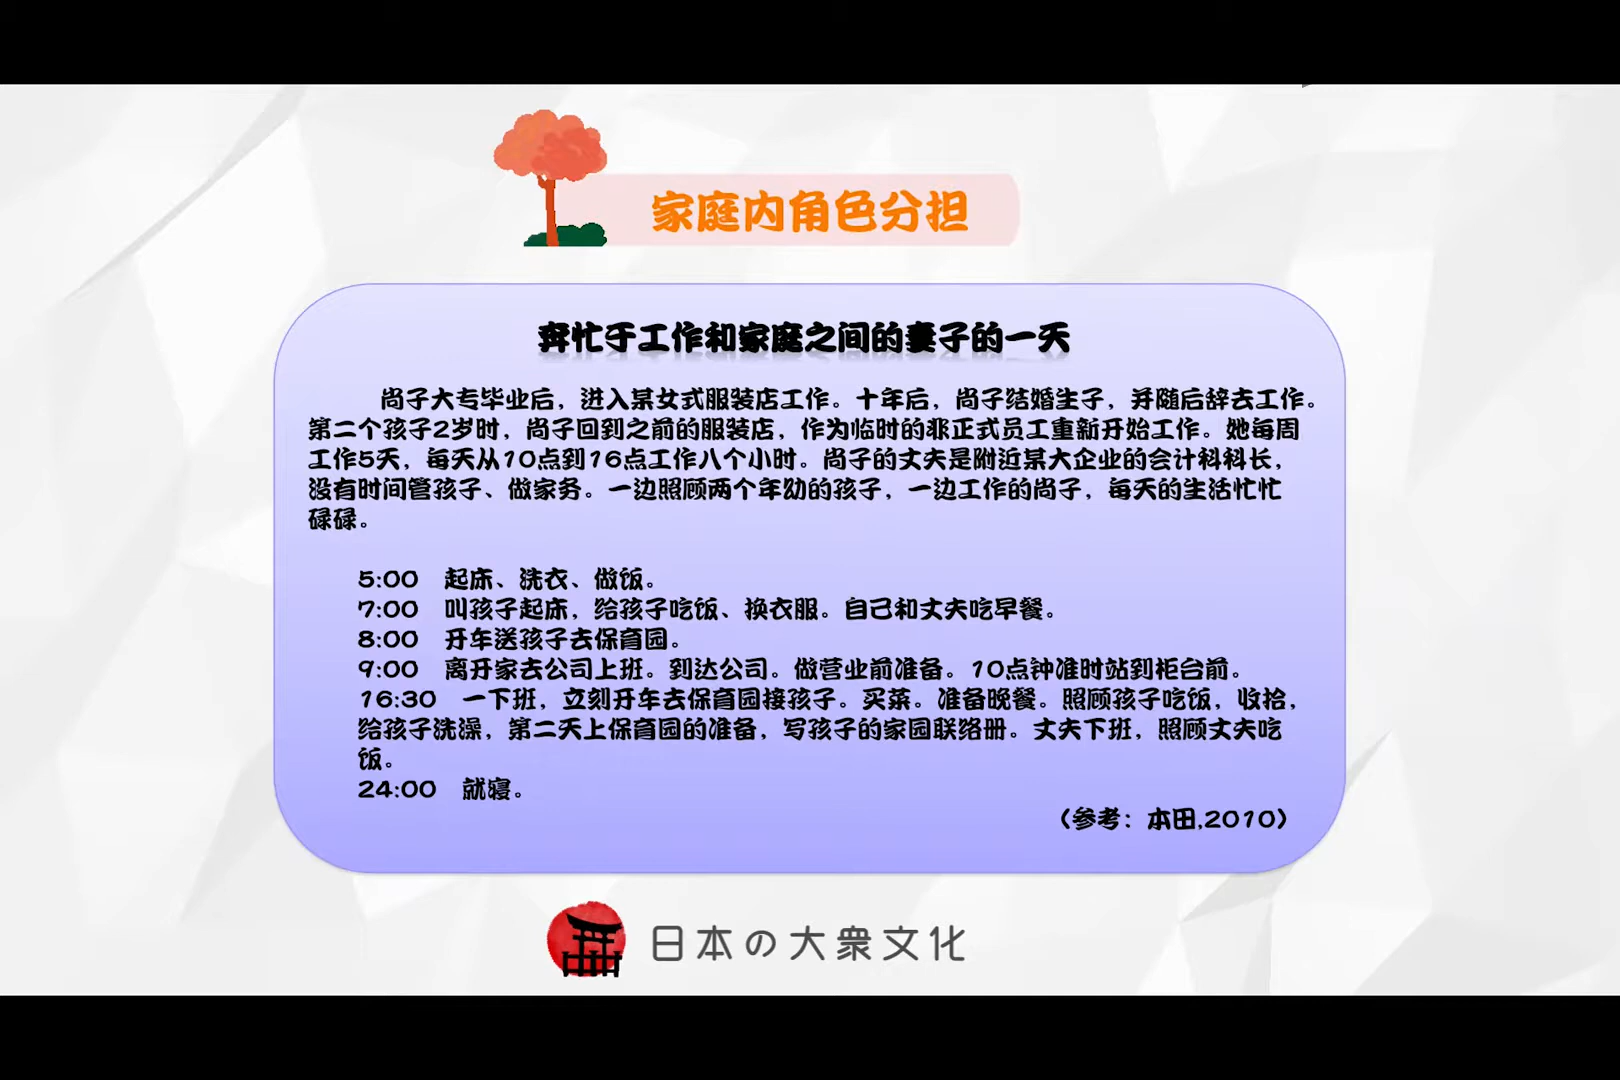 家庭内角色分担
奔忙于工作和家庭之间的妻子的一天
尚子大专毕业后，进入某女式服装店工作。十年后，尚子结婚生子，并随后辞去工作。
第二个孩子2岁时，尚子回到之前的服装店，作为临时的非正式员工重新开始工作。她每周
工作5天，每天从10点到16点工作八个小时。尚子的丈夫是附近某大企业的会计科科长，
没有时间管孩子、做家务。一边照顾两个年幼的孩子，一边工作的尚子，每天的生活忙忙
碌碌。
5:00 起床、洗衣、做饭。
7:00 叫孩子起床，给孩子吃饭、换衣服。自己和丈夫吃早餐。
8:00 开车送孩子去保育园。
9:00 离开家去公司上班。到达公司。做营业前准备。10点钟准时站到柜台前。
16:30 一下班，立刻开车去保育园接孩子。买菜。准备晚餐。照顾孩子吃饭，收拾，
给孩子洗澡，第二天上保育园的准备，写孩子的家园联络册。丈夫下班，照顾丈夫吃
饭。
24:00 就寝。
（参考：本田,2010）
日本の大衆文化